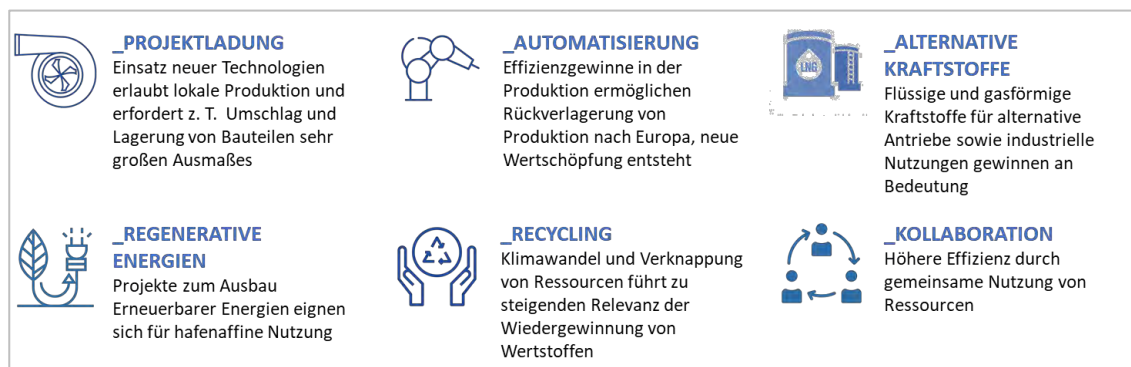 _PROJEKTLADUNG
Einsatz neuer Technologien
erlaubt lokale Produktion und
erfordert z. T. Umschlag und
Lagerung von Bauteilen sehr
großen Ausmaßes
_AUTOMATISIERUNG
Effizienzgewinne in der
Produktion ermöglichen
Rückverlagerung von
Produktion nach Europa, neue
Wertschöpfung entsteht
LNG
_ALTERNATIVE
KRAFTSTOFFE
Flüssige und gasförmige
Kraftstoffe für alternative
Antriebe sowie industrielle
Nutzungen gewinnen an
Bedeutung
_REGENERATIVE
ENERGIEN
Projekte zum Ausbau
Erneuerbarer Energien eignen
sich für hafenaffine Nutzung
_RECYCLING
Klimawandel und Verknappung
von Ressourcen führt zu
steigenden Relevanz der
Wiedergewinnung von
Wertstoffen
_KOLLABORATION
Höhere Effizienz durch
gemeinsame Nutzung von
Ressourcen